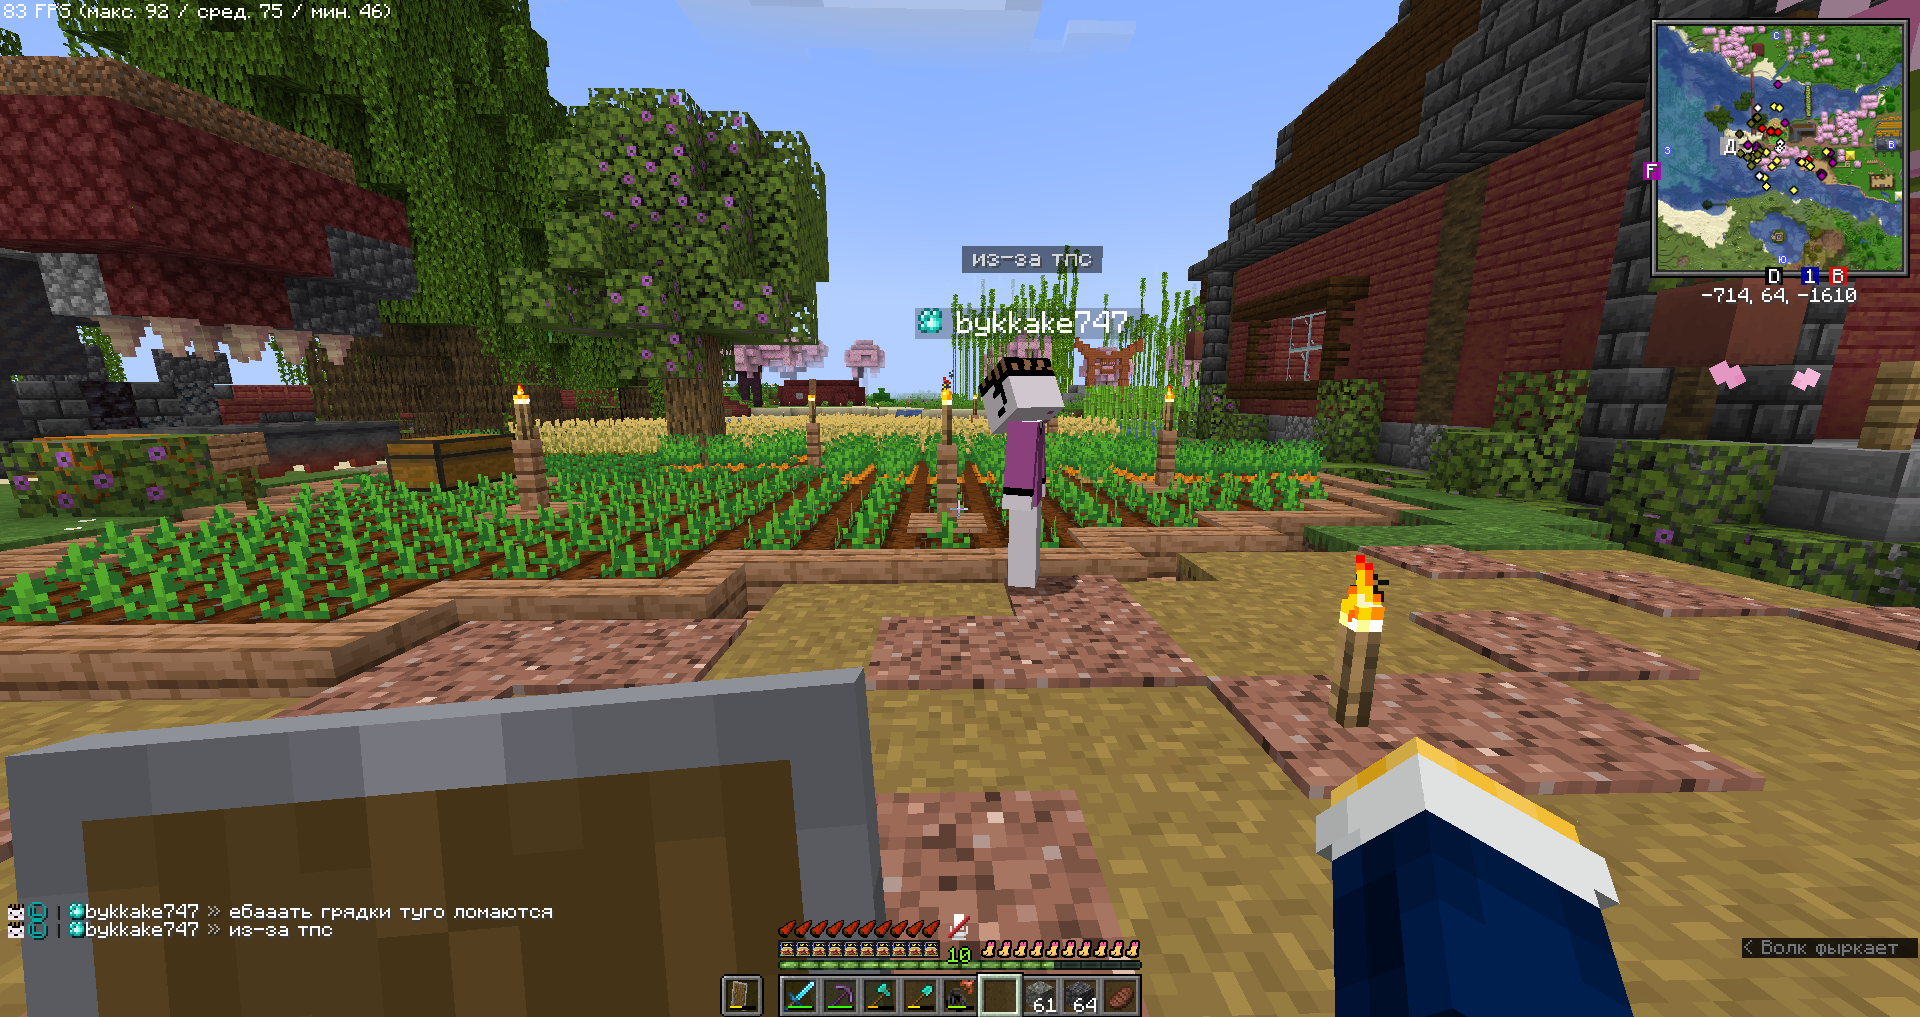 83 FPS (макс. 92 / сред. 75 / мин. 46)
С
З
Д
В
F
Ю
D 1 R
-714, 64, -1610
из-за тпс
bykkake747
bykkake747 » ебааать грядки туго ломаются
bykkake747 » из-за тпс
10
< Волк фыркает
61 64